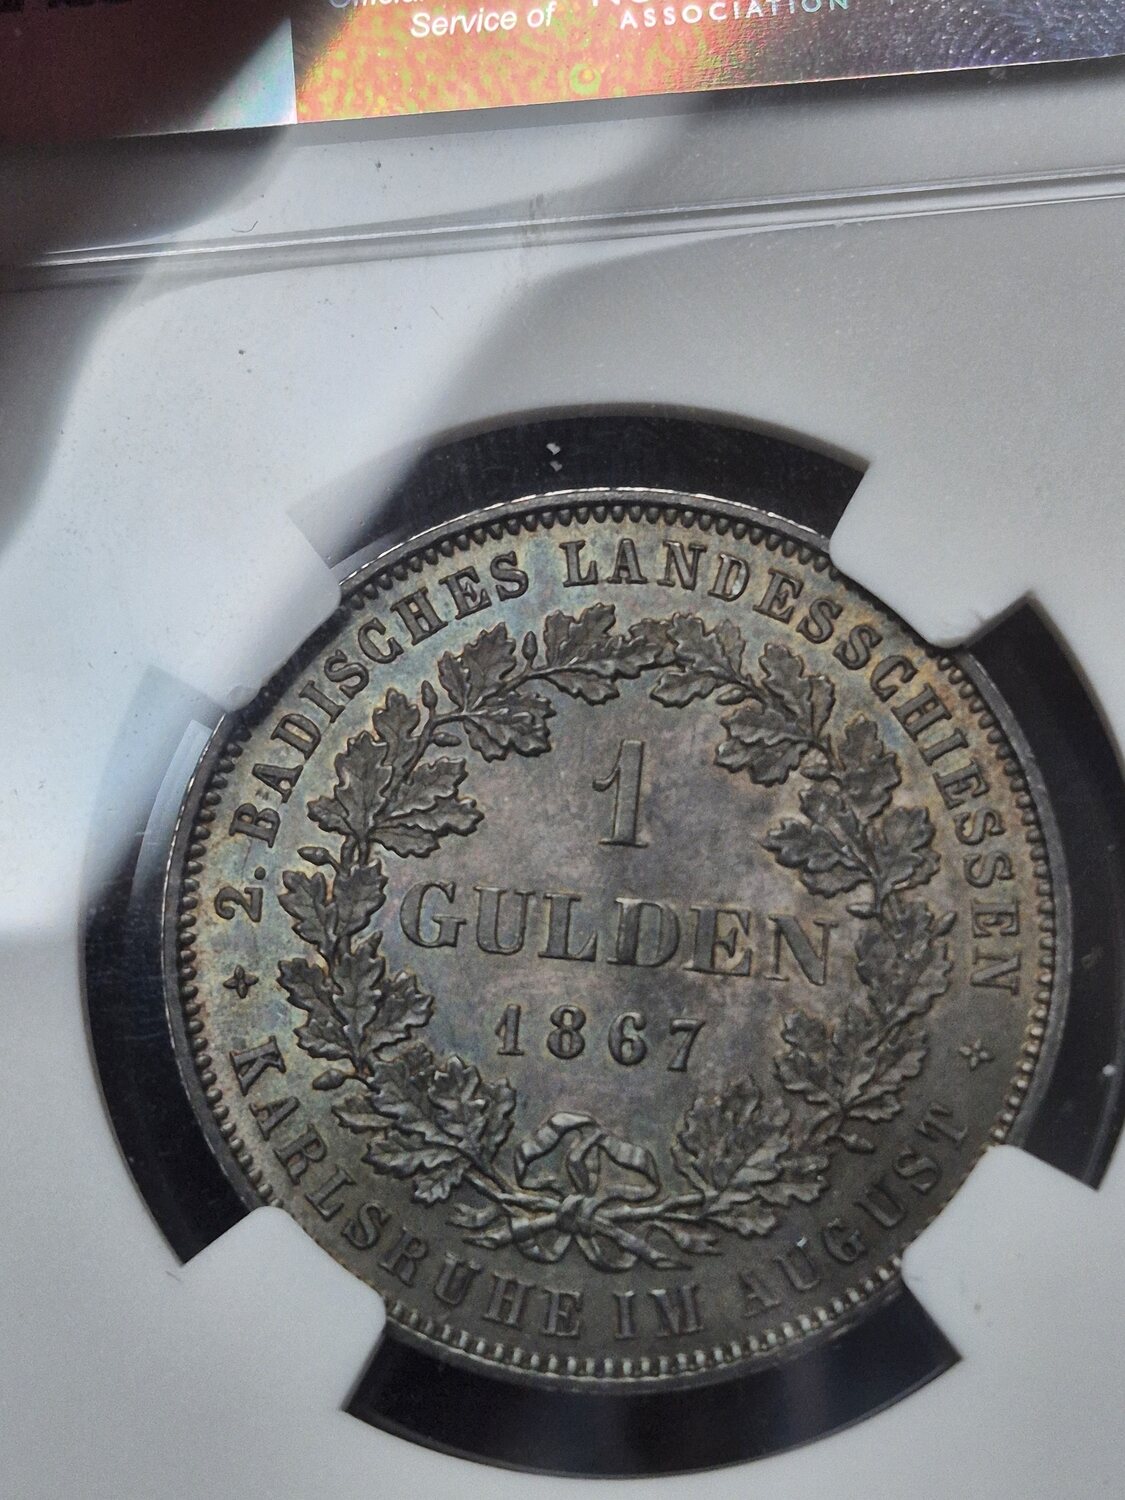 Service of
ASSOCIATION
2. BADISCHES LANDESSCHIESSEN
1
GULDEN
1867
KARLSRUHE IM AUGUST